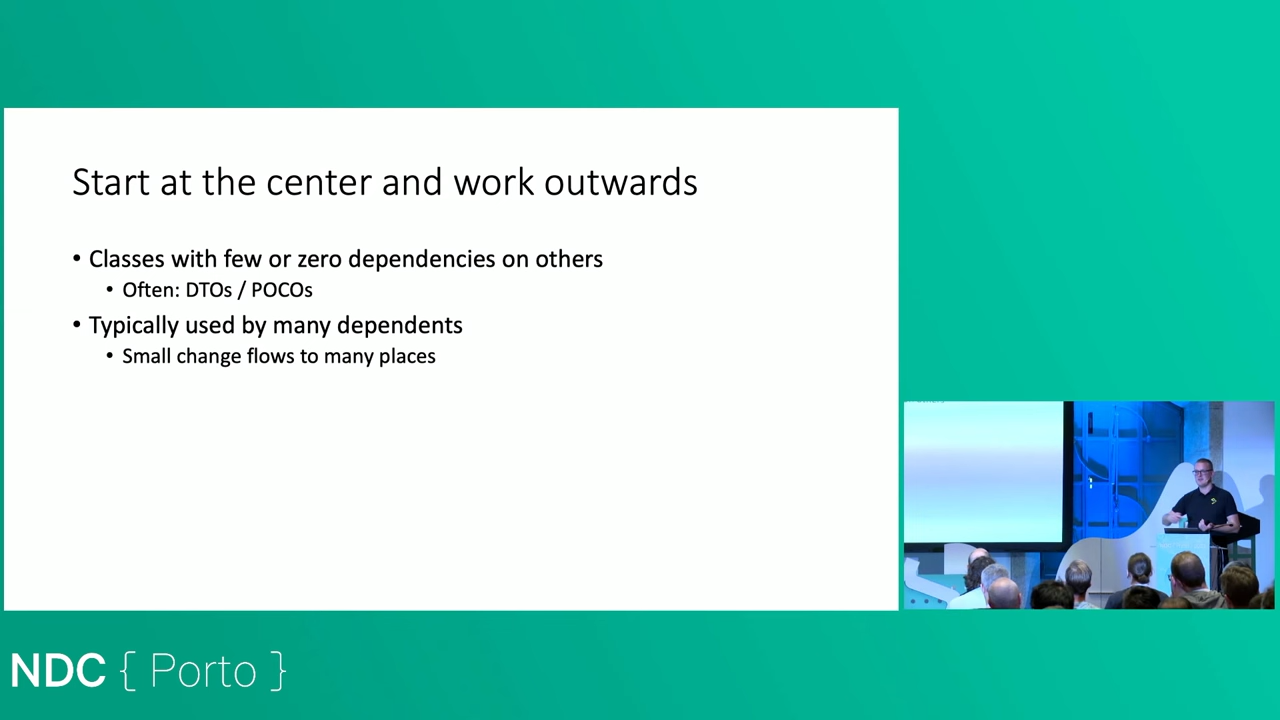 Start at the center and work outwards
• Classes with few or zero dependencies on others
• Often: DTOs / POCOs
• Typically used by many dependents
• Small change flows to many places
NDC { Porto }